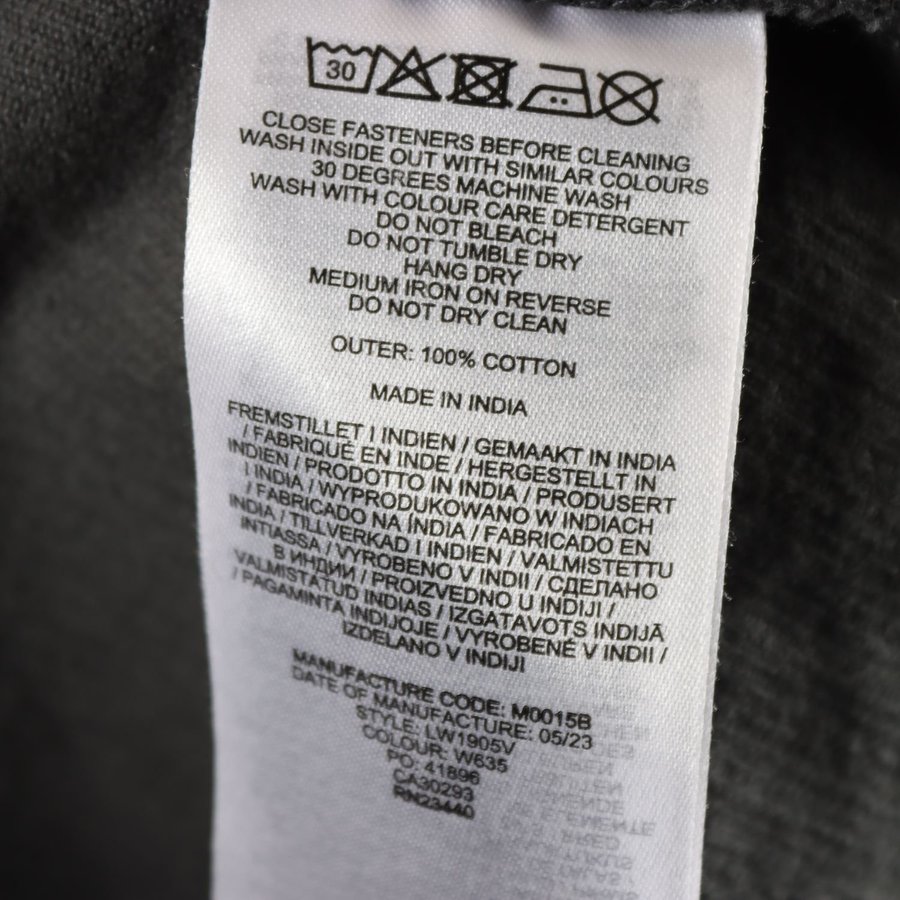 30
CLOSE FASTENERS BEFORE CLEANING
WASH INSIDE OUT WITH SIMILAR COLOURS
30 DEGREES MACHINE WASH
WASH WITH COLOUR CARE DETERGENT
DO NOT BLEACH
DO NOT TUMBLE DRY
HANG DRY
MEDIUM IRON ON REVERSE
DO NOT DRY CLEAN
OUTER: 100% COTTON
MADE IN INDIA
FREMSTILLET I INDIEN / GEMAAKT IN INDIA
/ FABRIQUÉ EN INDE / HERGESTELLT IN
INDIEN / PRODOTTO IN INDIA / PRODUSERT
I INDIA / WYPRODUKOWANO W INDIACH
/ FABRICADO NA ÍNDIA / FABRICADO EN
INDIA / TILLVERKAD I INDIEN / VALMISTETTU
INTIASSA / VYROBENO V INDII / СДЕЛАНО
В ИНДИИ / PROIZVEDNO U INDIJI /
VALMISTATUD INDIAS / IZGATAVOTS INDIJĀ
/ PAGAMINTA INDIJOJE / VYROBENÉ V INDII /
IZDELANO V INDIJI
MANUFACTURE CODE: M0015B
DATE OF MANUFACTURE: 05/23
STYLE: LW1905V
COLOUR: W635
PO: 41896
CA30293
RN23440